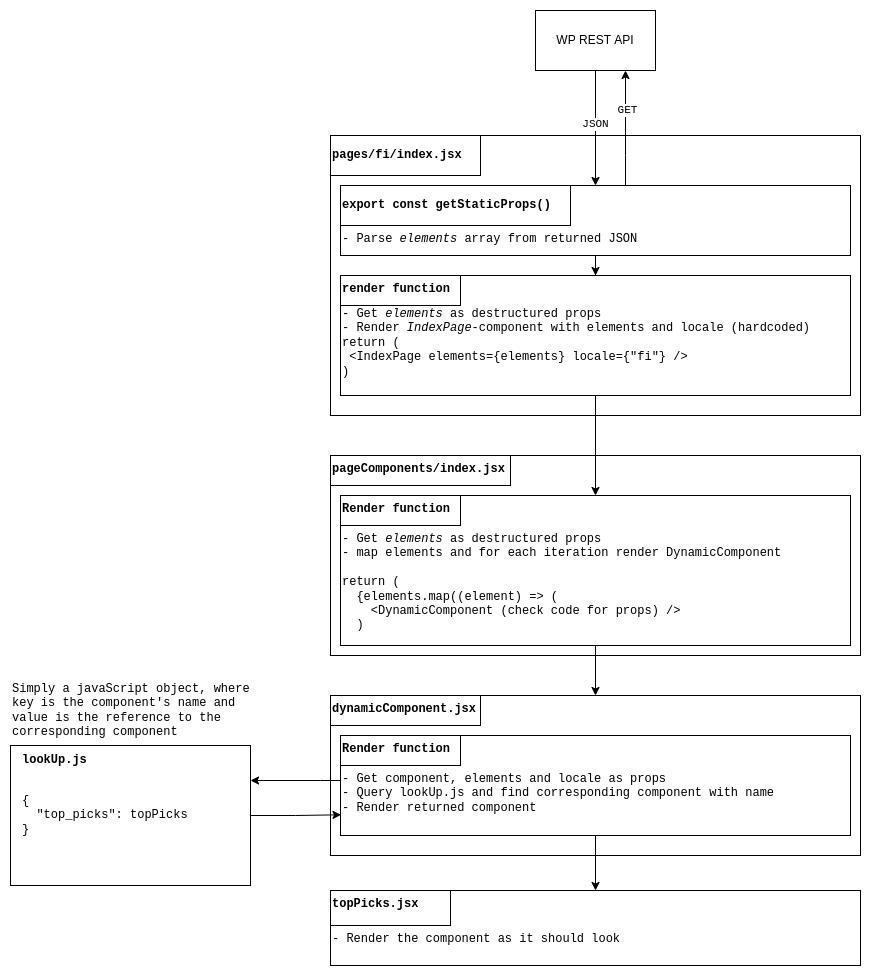 WP REST API
GET
JSON
pages/fi/index.jsx
export const getStaticProps()
- Parse elements array from returned JSON
render function
- Get elements as destructured props
- Render IndexPage-component with elements and locale (hardcoded)
return (
 <IndexPage elements={elements} locale={"fi"} />
)
pageComponents/index.jsx
Render function
- Get elements as destructured props
- map elements and for each iteration render DynamicComponent
return (
  {elements.map((element) => (
    <DynamicComponent (check code for props) />
  )
Simply a javaScript object, where
key is the component's name and
value is the reference to the
corresponding component
lookUp.js
{
  "top_picks": topPicks
}
dynamicComponent.jsx
Render function
- Get component, elements and locale as props
- Query lookUp.js and find corresponding component with name
- Render returned component
topPicks.jsx
- Render the component as it should look